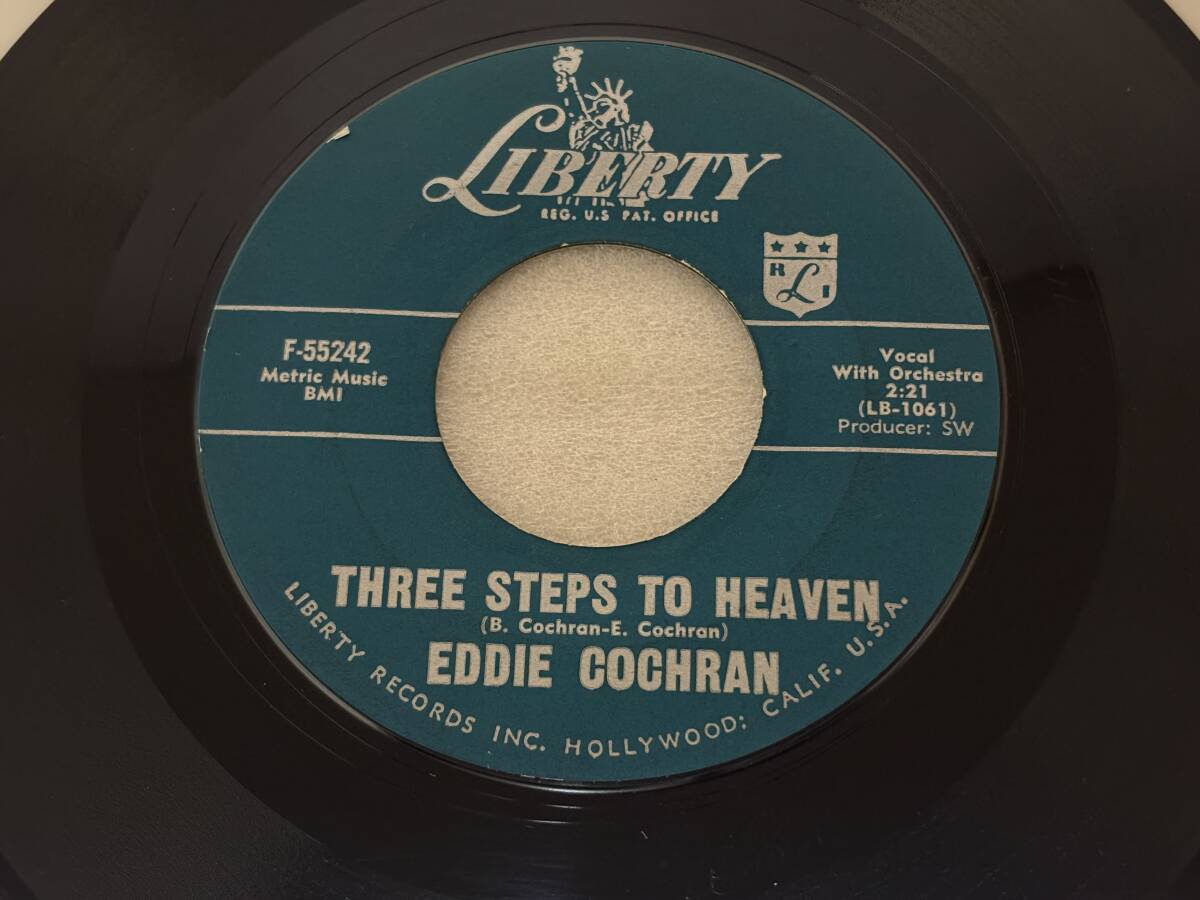 LIBERTY
REG. U.S PAT. OFFICE
R L I
F-55242
Metric Music
BMI
Vocal
With Orchestra
2:21
(LB-1061)
Producer: SW
THREE STEPS TO HEAVEN
(B. Cochran-E. Cochran)
EDDIE COCHRAN
LIBERTY RECORDS INC. HOLLYWOOD; CALIF. U.S.A.